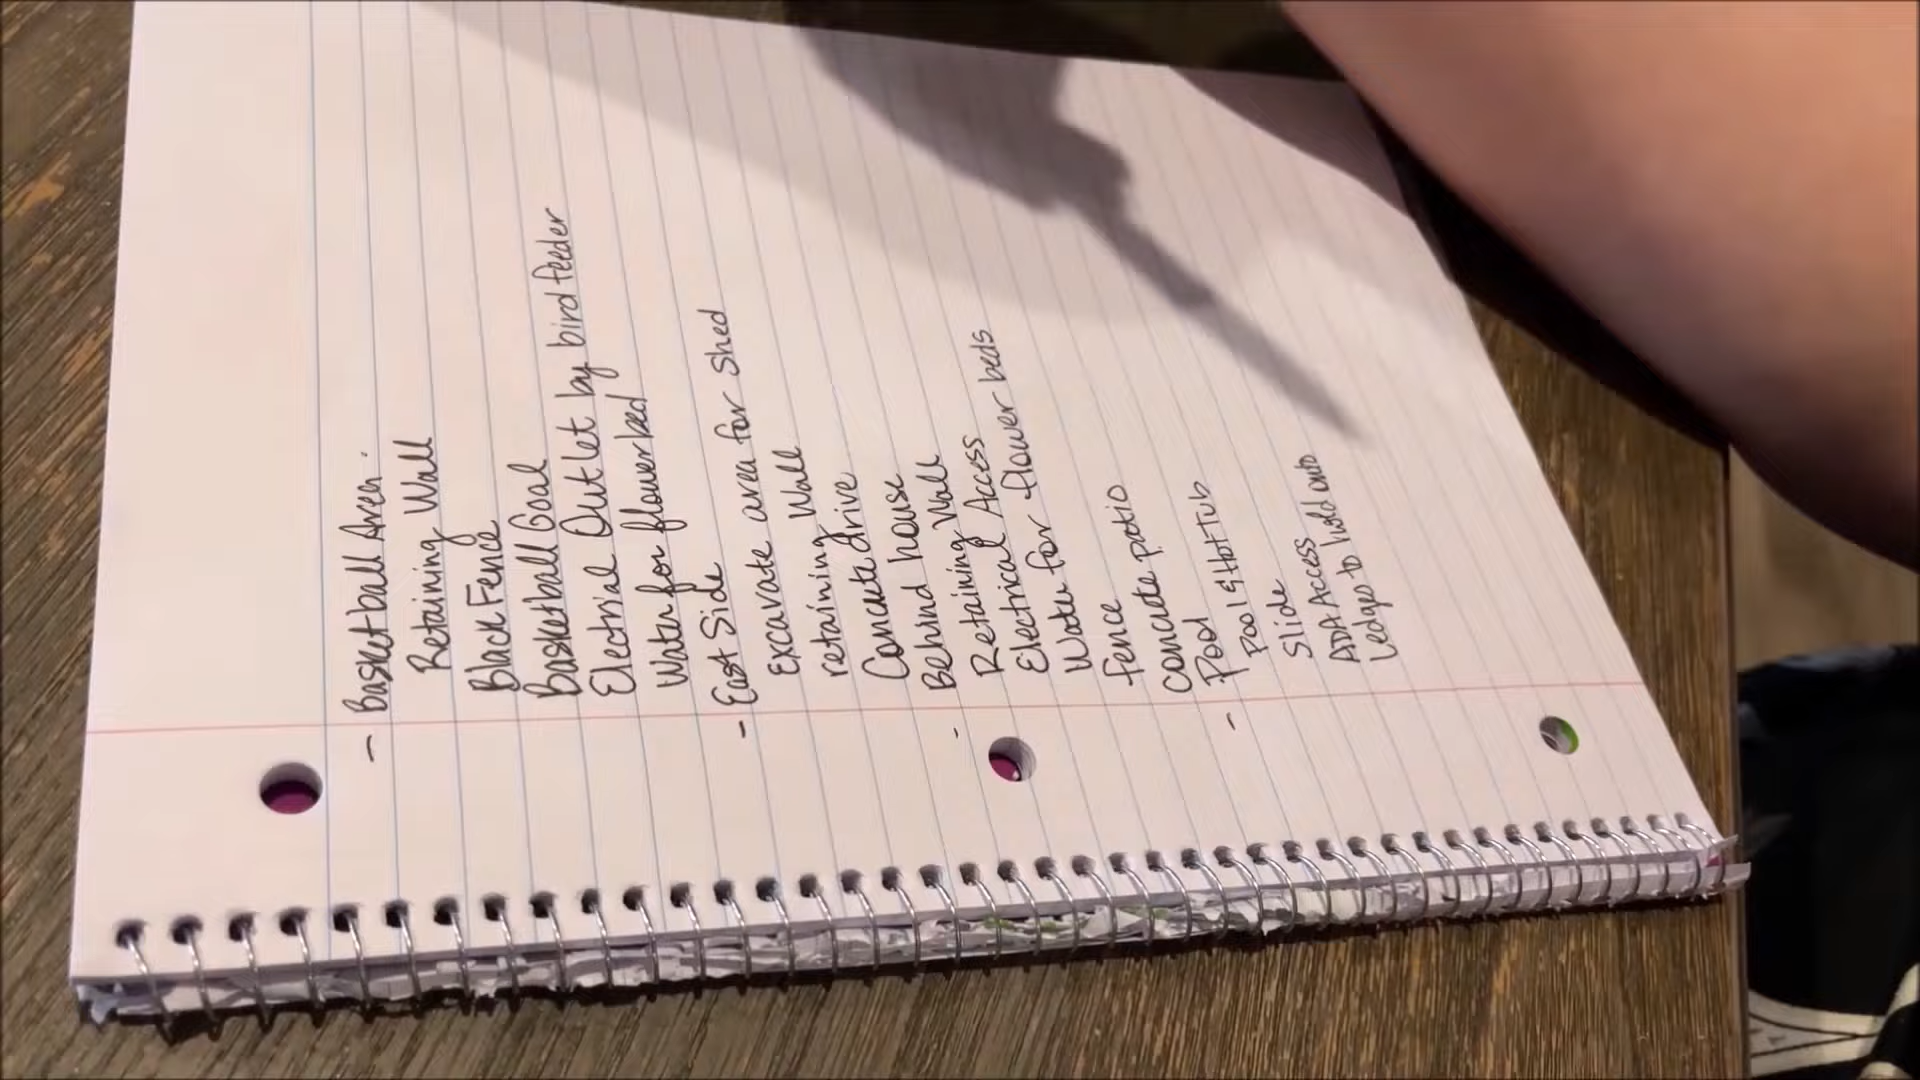 - Basketball Area.
Retaining Wall
Black Fence
Basketball Goal
Electrial Outlet by bird feeder
Water for flowerbed
- East Side
Excavate area for shed
retaining Wall
Concrete drive
- Behind house
Retaining Wall
Electrical Access
Water for flower beds
fence
concrete patio
- Pool
Pool & Hot tub
Slide
ADA Access
Ledges to hold onto